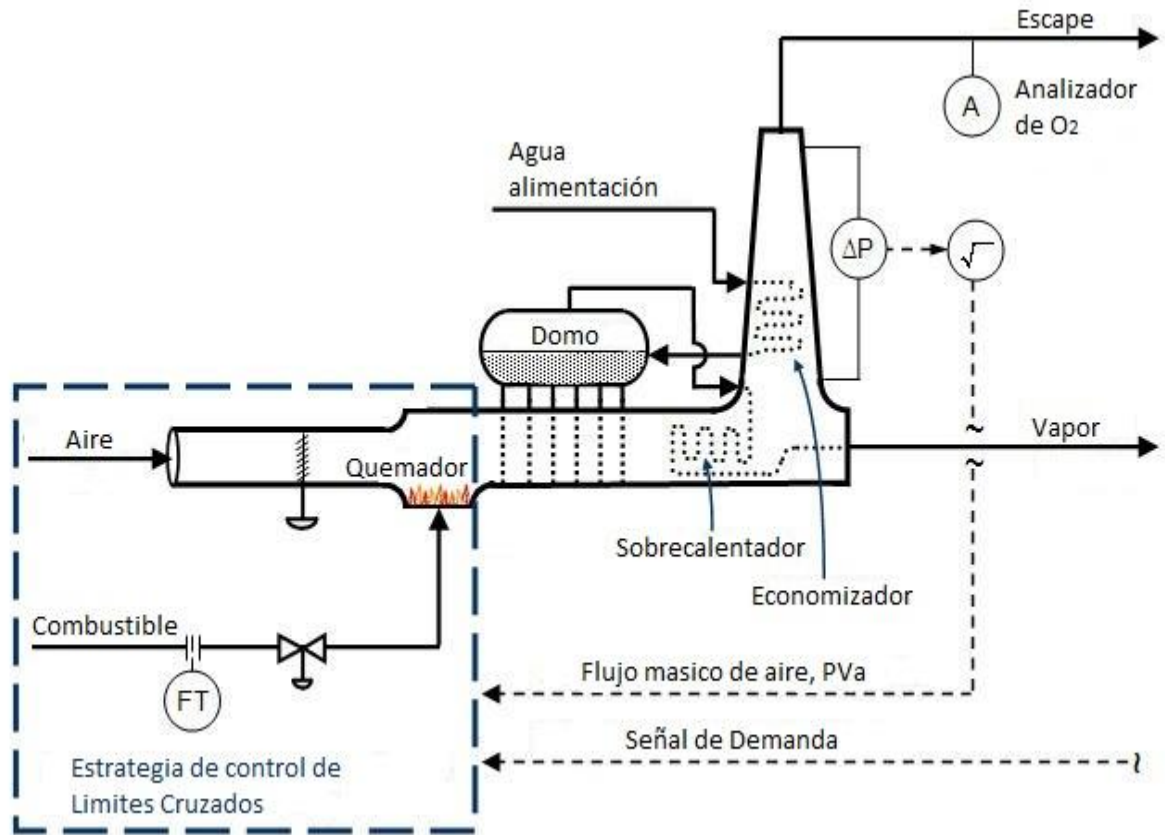 Escape
A
Analizador
de O2
Agua
alimentación
ΔP
√
Domo
Aire
Quemador
Vapor
Sobrecalentador
Economizador
Combustible
FT
Flujo masico de aire, PVa
Señal de Demanda
Estrategia de control de
Limites Cruzados